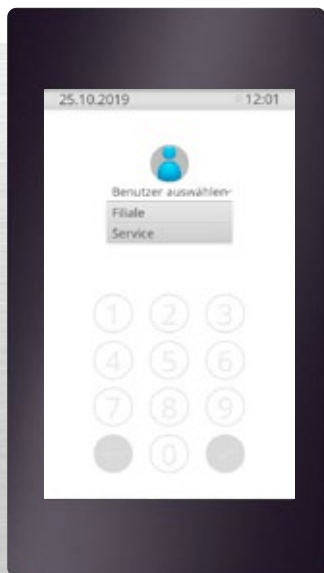 25.10.2019 12:01
Benutzer auswählen
Filiale
Service
1 2 3
4 5 6
7 8 9
0